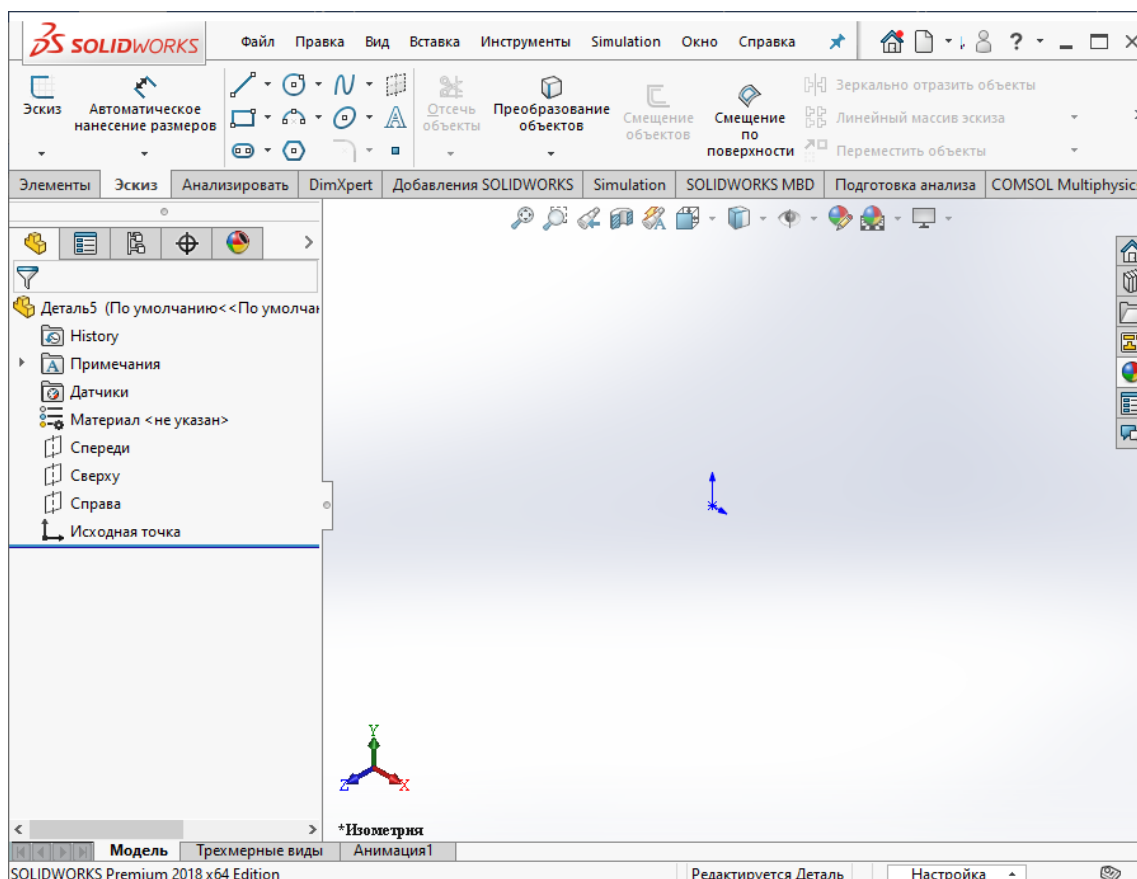 SOLIDWORKS Файл Правка Вид Вставка Инструменты Simulation Окно Справка ?
Эскиз
Автоматическое нанесение размеров
A
Отсечь объекты
Преобразование объектов
Смещение объектов
Смещение по поверхности
Зеркально отразить объекты
Линейный массив эскиза
Переместить объекты
Элементы Эскиз Анализировать DimXpert Добавления SOLIDWORKS Simulation SOLIDWORKS MBD Подготовка анализа COMSOL Multiphysic
Деталь5 (По умолчанию<<По умолчан
History
A Примечания
Датчики
Материал <не указан>
Спереди
Сверху
Справа
Исходная точка
Y
Z X
*Изометрия
Модель Трехмерные виды Анимация1
SOLIDWORKS Premium 2018 x64 Edition Редактируется Деталь Настройка